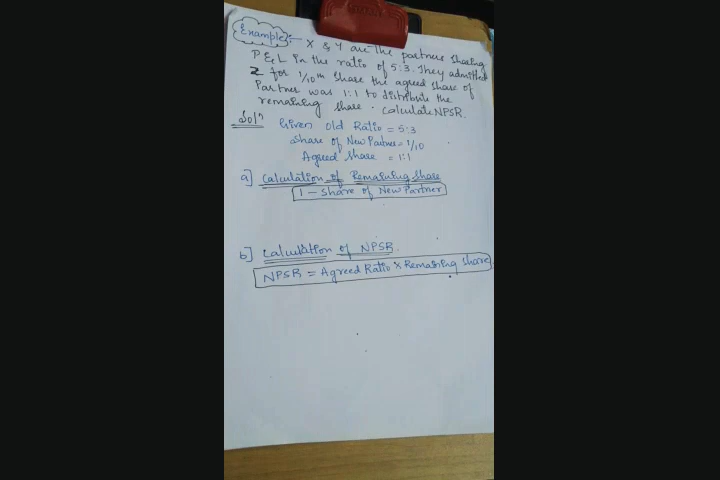 Example:- X & Y are the partners sharing
P & L in the ratio of 5:3. They admitted
Z for 1/10th share the agreed share of
Partner was 1:1 to distribute the
remaining share. Calculate NPSR.
Soln Given Old Ratio = 5:3
Share of New Partner = 1/10
Agreed Share = 1:1
a] Calculation of Remaining Share
1 - Share of New Partner
b] Calculation of NPSR.
NPSR = Agreed Ratio × Remaining Share